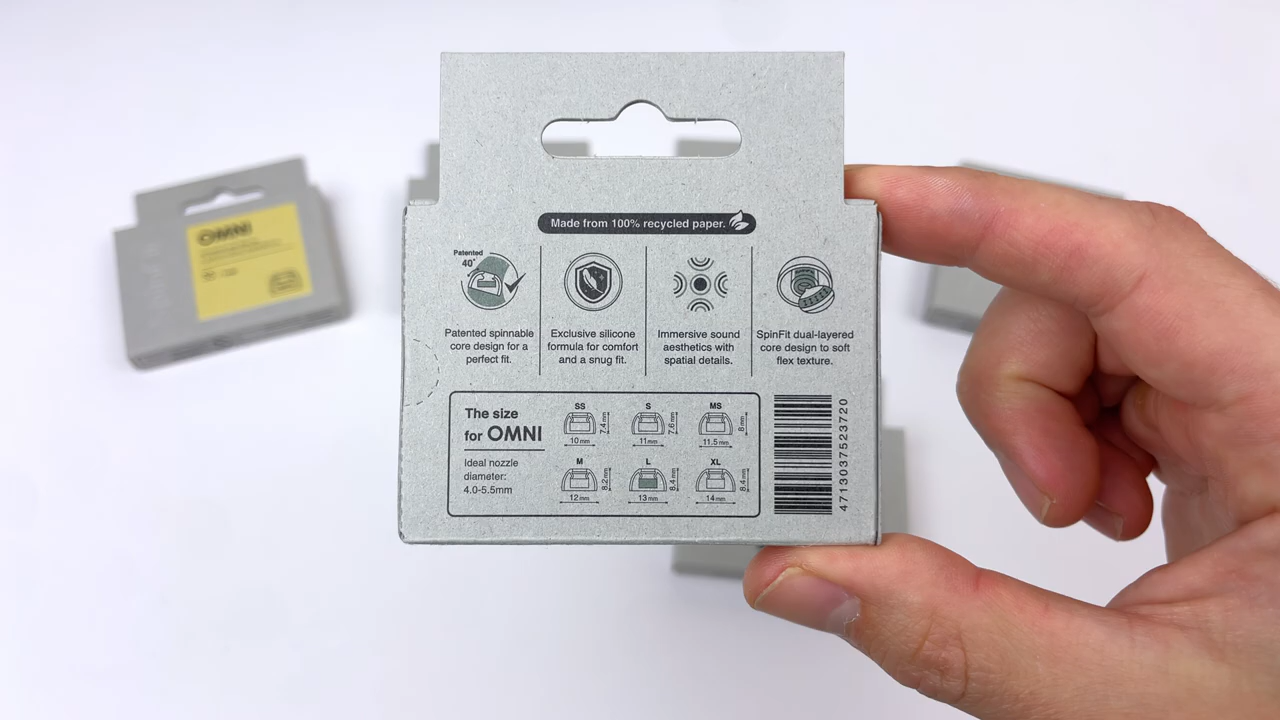 Made from 100% recycled paper.
Patented
40°
Patented spinnable
core design for a
perfect fit.
Exclusive silicone
formula for comfort
and a snug fit.
Immersive sound
aesthetics with
spatial details.
SpinFit dual-layered
core design to soft
flex texture.
The size
for OMNI
Ideal nozzle
diameter:
4.0-5.5mm
SS
7.4mm
10mm
S
7.6mm
11mm
MS
8mm
11.5mm
M
8.2mm
12mm
L
8.4mm
13mm
XL
8.4mm
14mm
4713037523720
OMNI